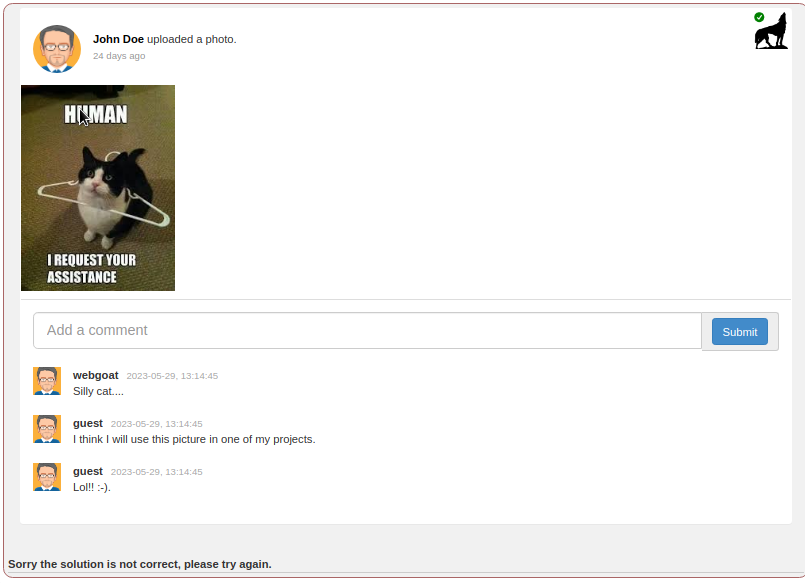 John Doe uploaded a photo.
24 days ago
HUMAN
I REQUEST YOUR
ASSISTANCE
Add a comment
Submit
webgoat 2023-05-29, 13:14:45
Silly cat....
guest 2023-05-29, 13:14:45
I think I will use this picture in one of my projects.
guest 2023-05-29, 13:14:45
Lol!! :-).
Sorry the solution is not correct, please try again.